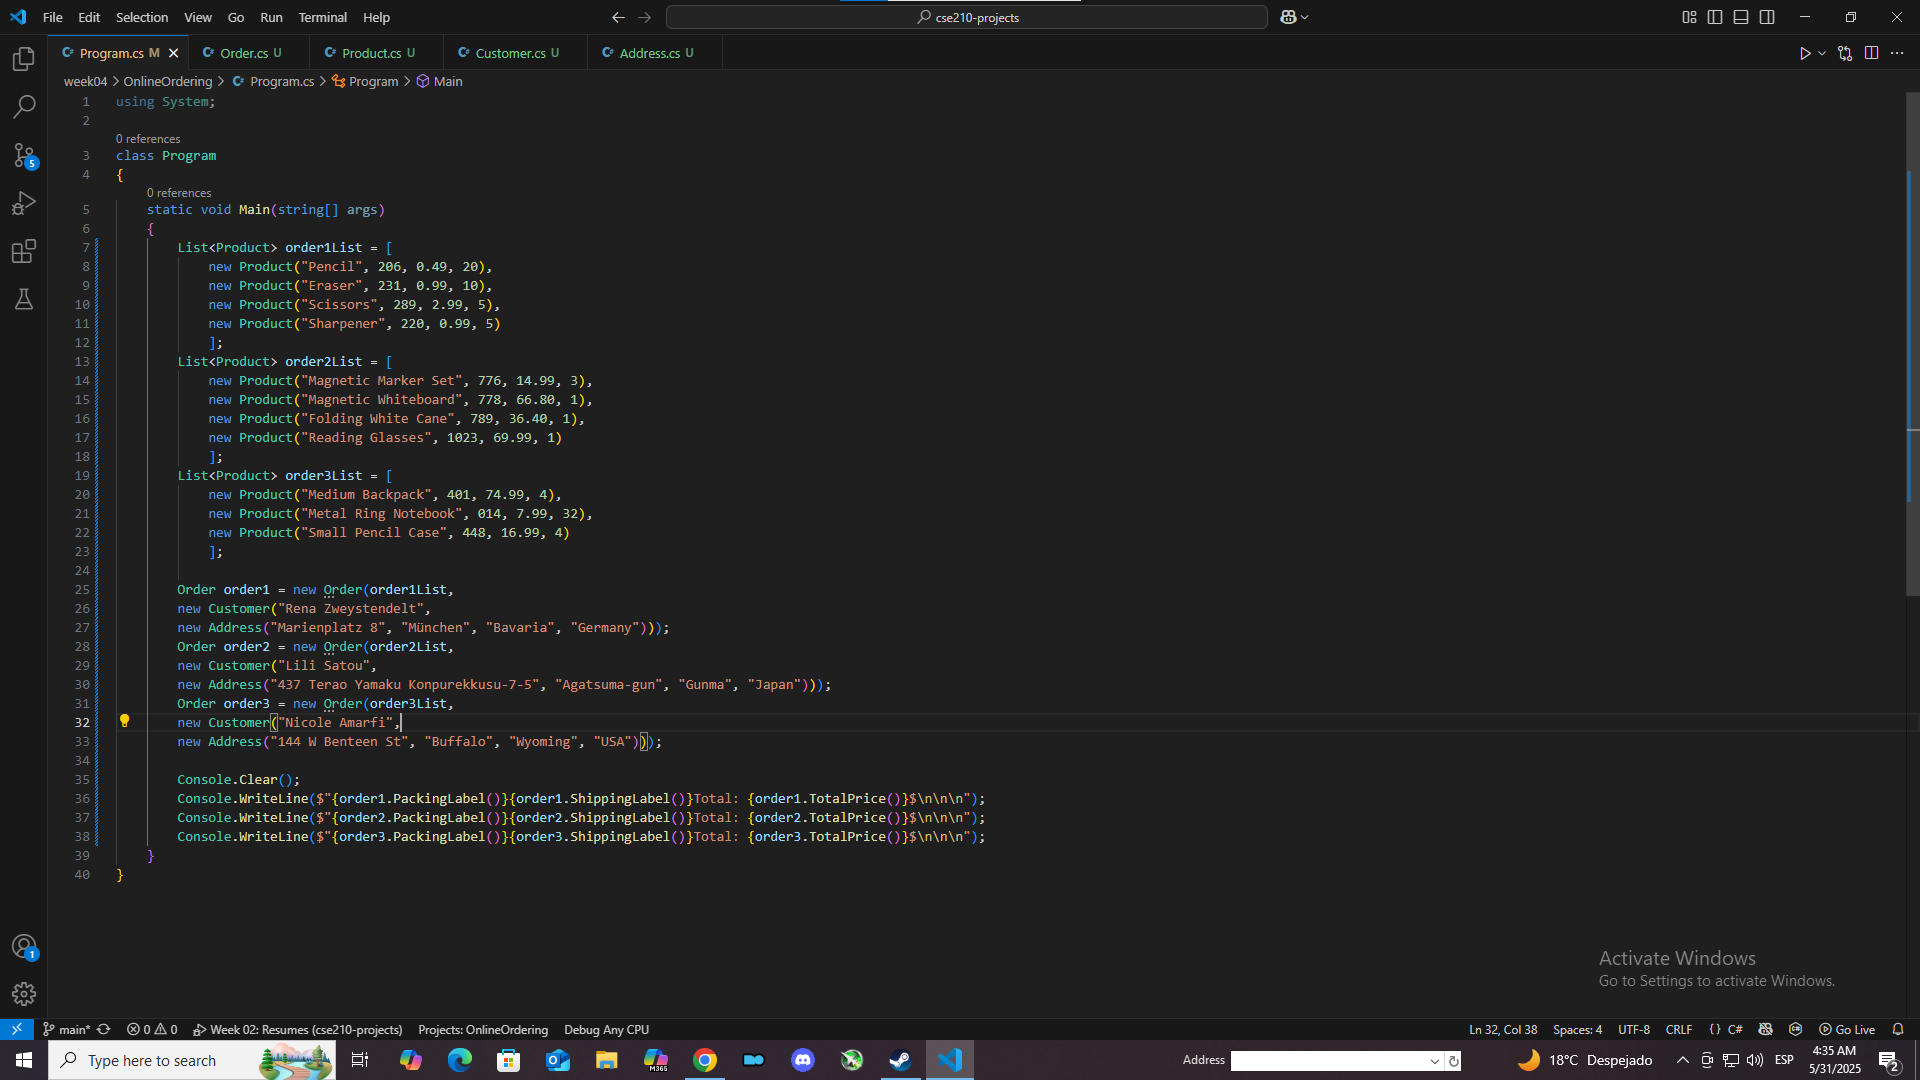 File Edit Selection View Go Run Terminal Help
cse210-projects
Program.cs M
Order.cs U
Product.cs U
Customer.cs U
Address.cs U
week04 > OnlineOrdering > Program.cs > Program > Main
1 using System;
2
0 references
3 class Program
4 {
0 references
5 static void Main(string[] args)
6 {
7 List<Product> order1List = [
8 new Product("Pencil", 206, 0.49, 20),
9 new Product("Eraser", 231, 0.99, 10),
10 new Product("Scissors", 289, 2.99, 5),
11 new Product("Sharpener", 220, 0.99, 5)
12 ];
13 List<Product> order2List = [
14 new Product("Magnetic Marker Set", 776, 14.99, 3),
15 new Product("Magnetic Whiteboard", 778, 66.80, 1),
16 new Product("Folding White Cane", 789, 36.40, 1),
17 new Product("Reading Glasses", 1023, 69.99, 1)
18 ];
19 List<Product> order3List = [
20 new Product("Medium Backpack", 401, 74.99, 4),
21 new Product("Metal Ring Notebook", 014, 7.99, 32),
22 new Product("Small Pencil Case", 448, 16.99, 4)
23 ];
24
25 Order order1 = new Order(order1List,
26 new Customer("Rena Zweystendelt",
27 new Address("Marienplatz 8", "München", "Bavaria", "Germany")));
28 Order order2 = new Order(order2List,
29 new Customer("Lili Satou",
30 new Address("437 Terao Yamaku Konpurekkusu-7-5", "Agatsuma-gun", "Gunma", "Japan")));
31 Order order3 = new Order(order3List,
32 new Customer("Nicole Amarfi",
33 new Address("144 W Benteen St", "Buffalo", "Wyoming", "USA")));
34
35 Console.Clear();
36 Console.WriteLine($"{order1.PackingLabel()}{order1.ShippingLabel()}Total: {order1.TotalPrice()}$\n\n\n");
37 Console.WriteLine($"{order2.PackingLabel()}{order2.ShippingLabel()}Total: {order2.TotalPrice()}$\n\n\n");
38 Console.WriteLine($"{order3.PackingLabel()}{order3.ShippingLabel()}Total: {order3.TotalPrice()}$\n\n\n");
39 }
40 }
5
1
Activate Windows
Go to Settings to activate Windows.
main* 0 0 Week 02: Resumes (cse210-projects) Projects: OnlineOrdering Debug Any CPU Ln 32, Col 38 Spaces: 4 UTF-8 CRLF {} C# Go Live
Type here to search
M365
Address
18°C Despejado
ESP
4:35 AM
5/31/2025
2